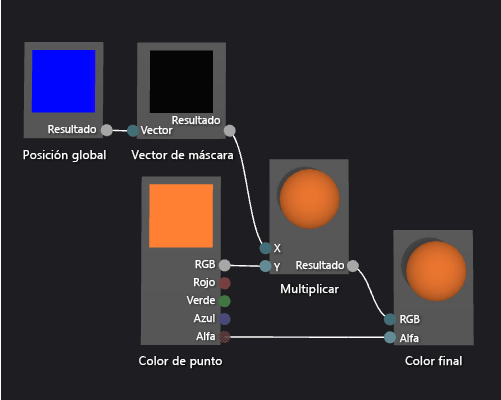 Resultado
Posición global
Resultado
Vector
Vector de máscara
RGB
Rojo
Verde
Azul
Alfa
Color de punto
X
Y
Resultado
Multiplicar
RGB
Alfa
Color final